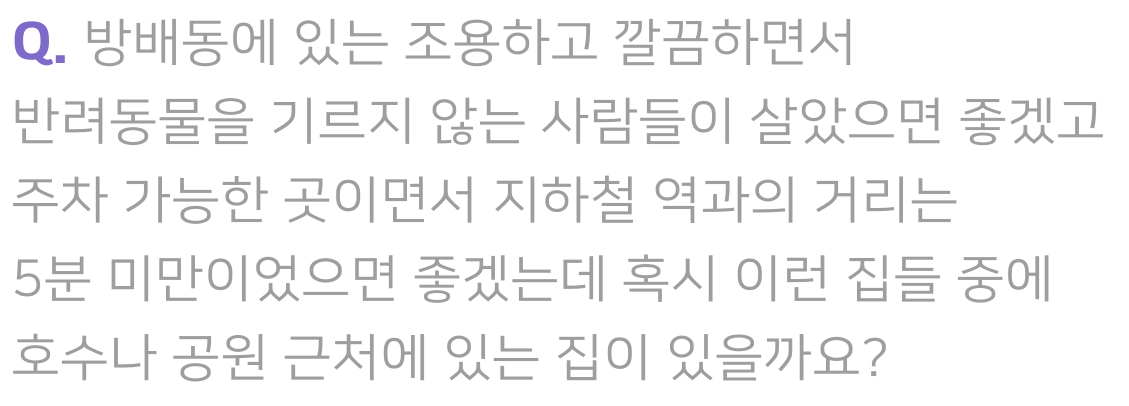 Q. 방배동에 있는 조용하고 깔끔하면서
반려동물을 기르지 않는 사람들이 살았으면 좋겠고
주차 가능한 곳이면서 지하철 역과의 거리는
5분 미만이었으면 좋겠는데 혹시 이런 집들 중에
호수나 공원 근처에 있는 집이 있을까요?